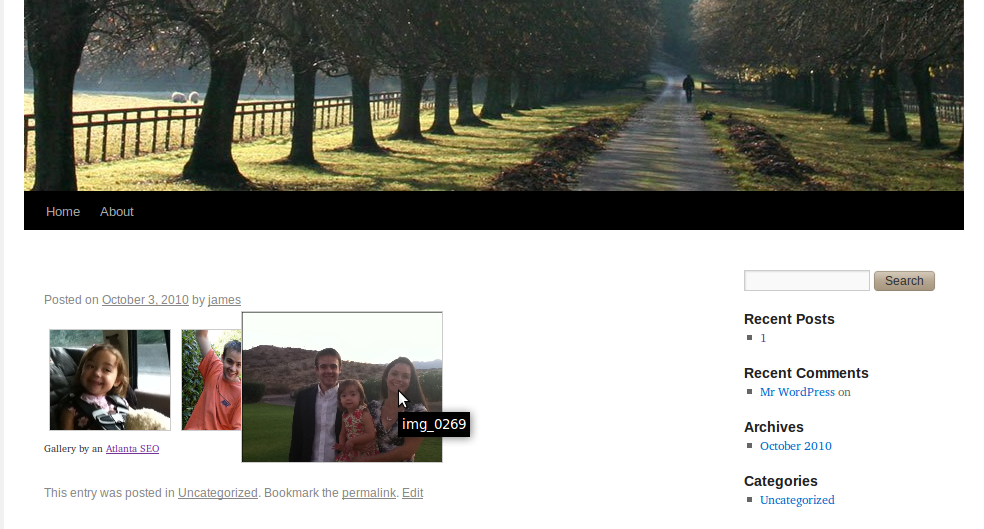 Home About
Search
Posted on October 3, 2010 by james
Recent Posts
1
Recent Comments
Mr WordPress on
img_0269
Archives
October 2010
Gallery by an Atlanta SEO
Categories
This entry was posted in Uncategorized. Bookmark the permalink. Edit
Uncategorized